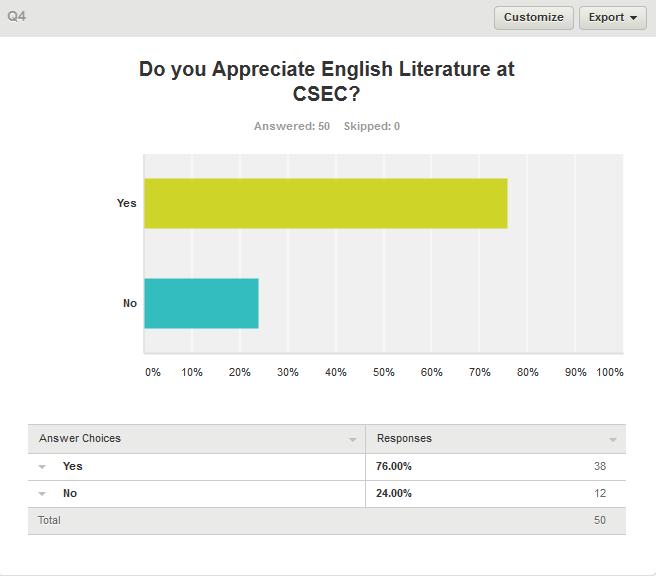 Q4 Customize Export
Do you Appreciate English Literature at
CSEC?
Answered: 50 Skipped: 0
Yes
No
0% 10% 20% 30% 40% 50% 60% 70% 80% 90% 100%
Answer Choices Responses
Yes 76.00% 38
No 24.00% 12
Total 50